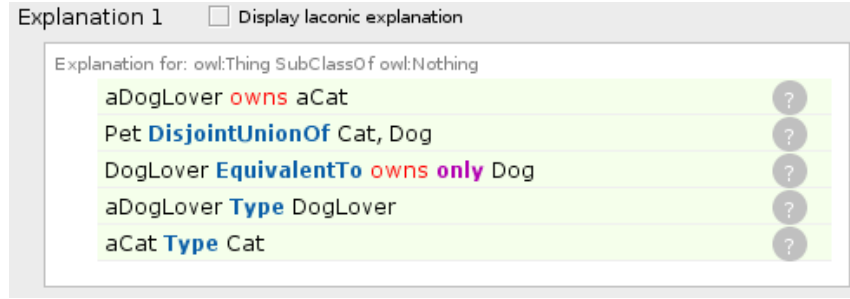 Explanation 1 Display laconic explanation
Explanation for: owl:Thing SubClassOf owl:Nothing
aDogLover owns aCat ?
Pet DisjointUnionOf Cat, Dog ?
DogLover EquivalentTo owns only Dog ?
aDogLover Type DogLover ?
aCat Type Cat ?